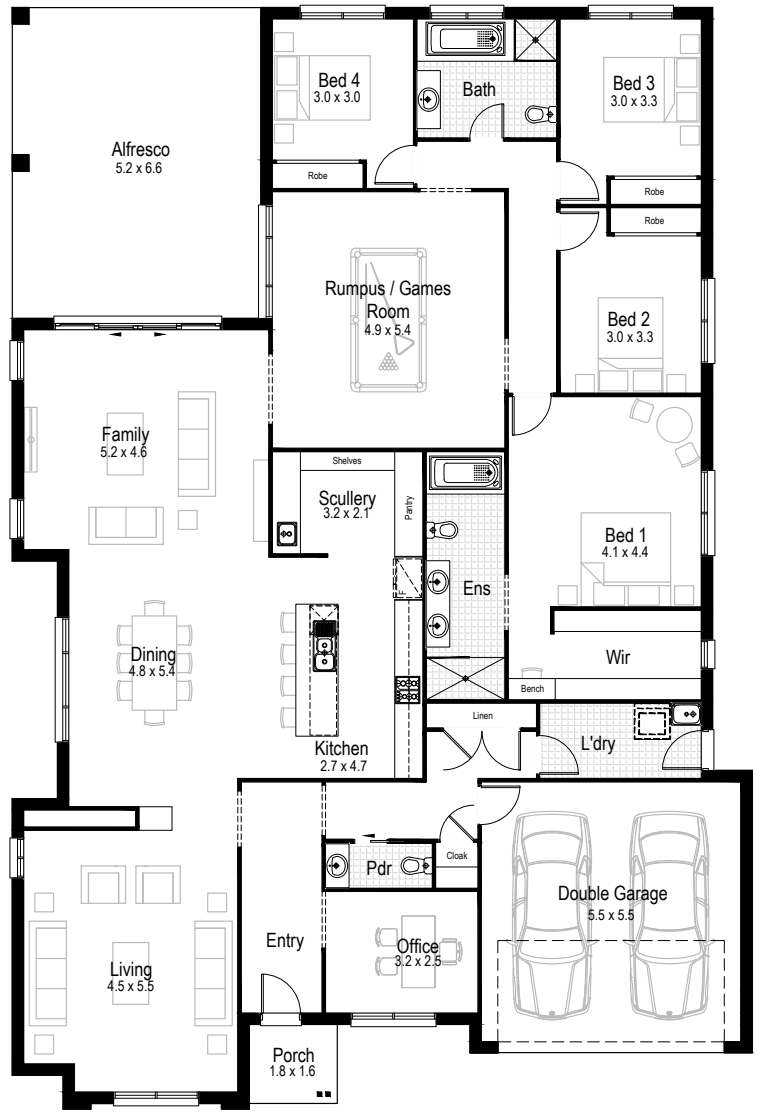 Bed 4
3.0 x 3.0
Bath
Bed 3
3.0 x 3.3
Alfresco
5.2 x 6.6
Robe
Robe
Robe
Rumpus / Games
Room
4.9 x 5.4
Bed 2
3.0 x 3.3
Family
5.2 x 4.6
Shelves
Scullery
3.2 x 2.1
Pantry
Bed 1
4.1 x 4.4
F
Ens
Dining
4.8 x 5.4
Wir
Bench
Kitchen
2.7 x 4.7
Linen
L'dry
Cloak
Pdr
Double Garage
5.5 x 5.5
Entry
Office
3.2 x 2.5
Living
4.5 x 5.5
Porch
1.8 x 1.6